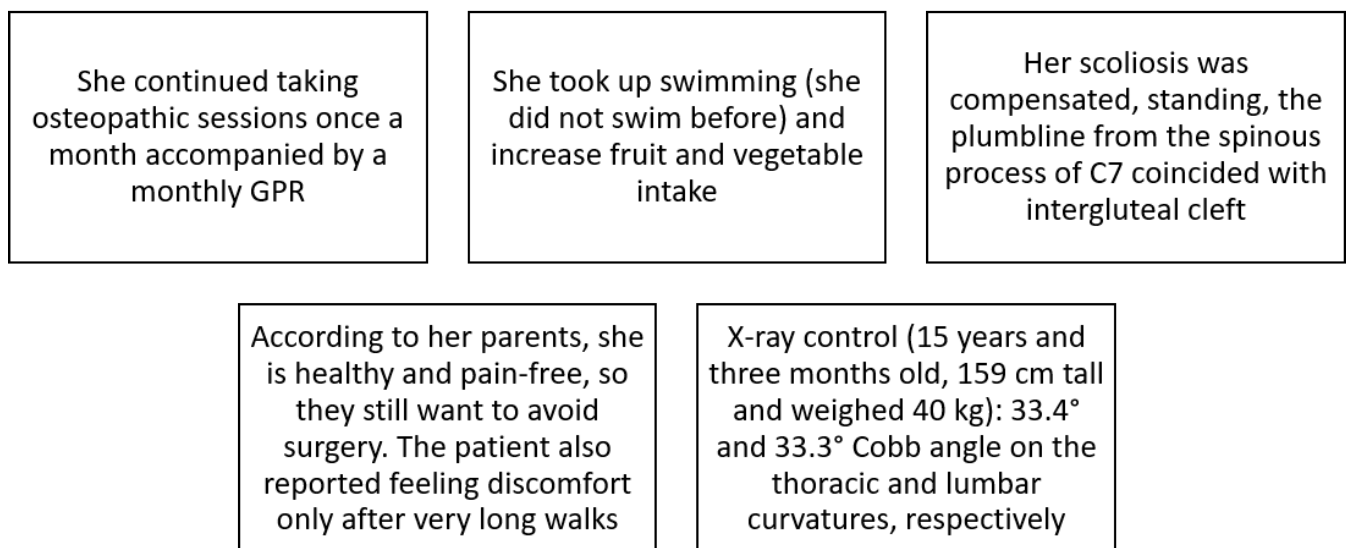 She continued taking
osteopathic sessions once a
month accompanied by a
monthly GPR
She took up swimming (she
did not swim before) and
increase fruit and vegetable
intake
Her scoliosis was
compensated, standing, the
plumbline from the spinous
process of C7 coincided with
intergluteal cleft
According to her parents, she
is healthy and pain-free, so
they still want to avoid
surgery. The patient also
reported feeling discomfort
only after very long walks
X-ray control (15 years and
three months old, 159 cm tall
and weighed 40 kg): 33.4°
and 33.3° Cobb angle on the
thoracic and lumbar
curvatures, respectively